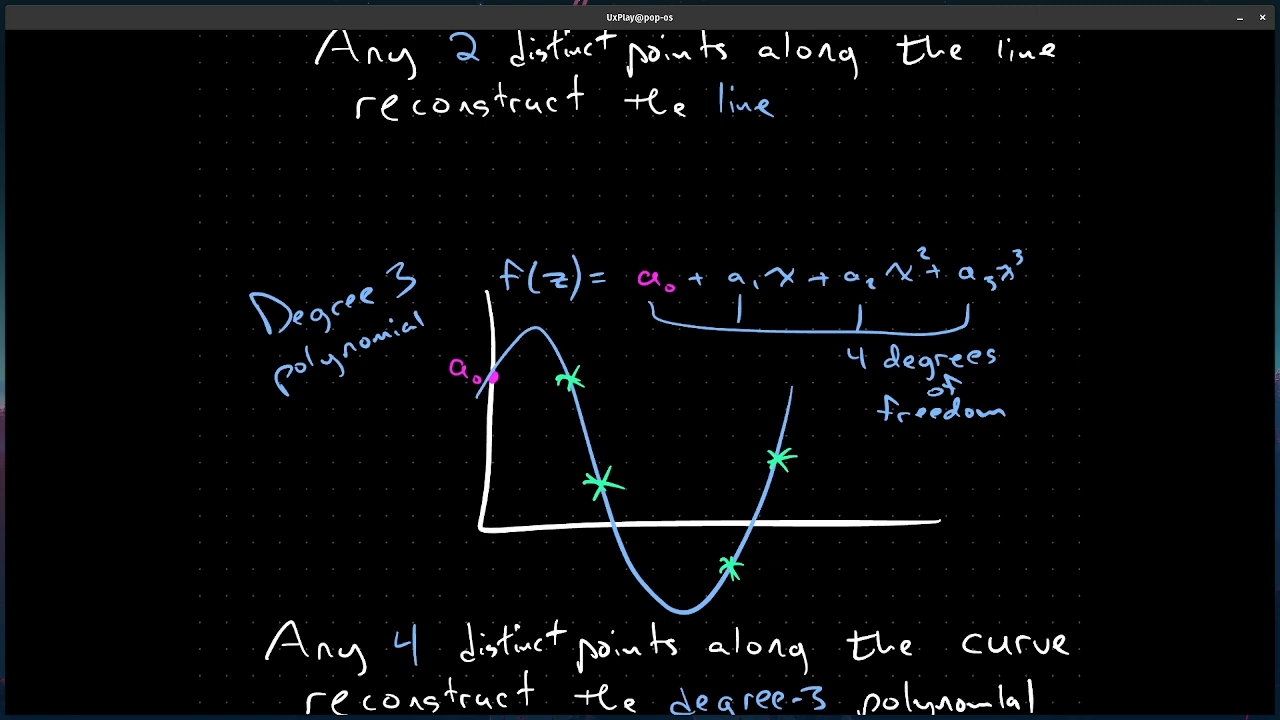 UxPlay@pop-os
Any 2 distinct points along the line
reconstruct the line
Degree 3
polynomial
f(z) = a₀ + a₁x + a₂x² + a₃x³
4 degrees
of
freedom
a₀
Any 4 distinct points along the curve
reconstruct the degree-3 polynomial